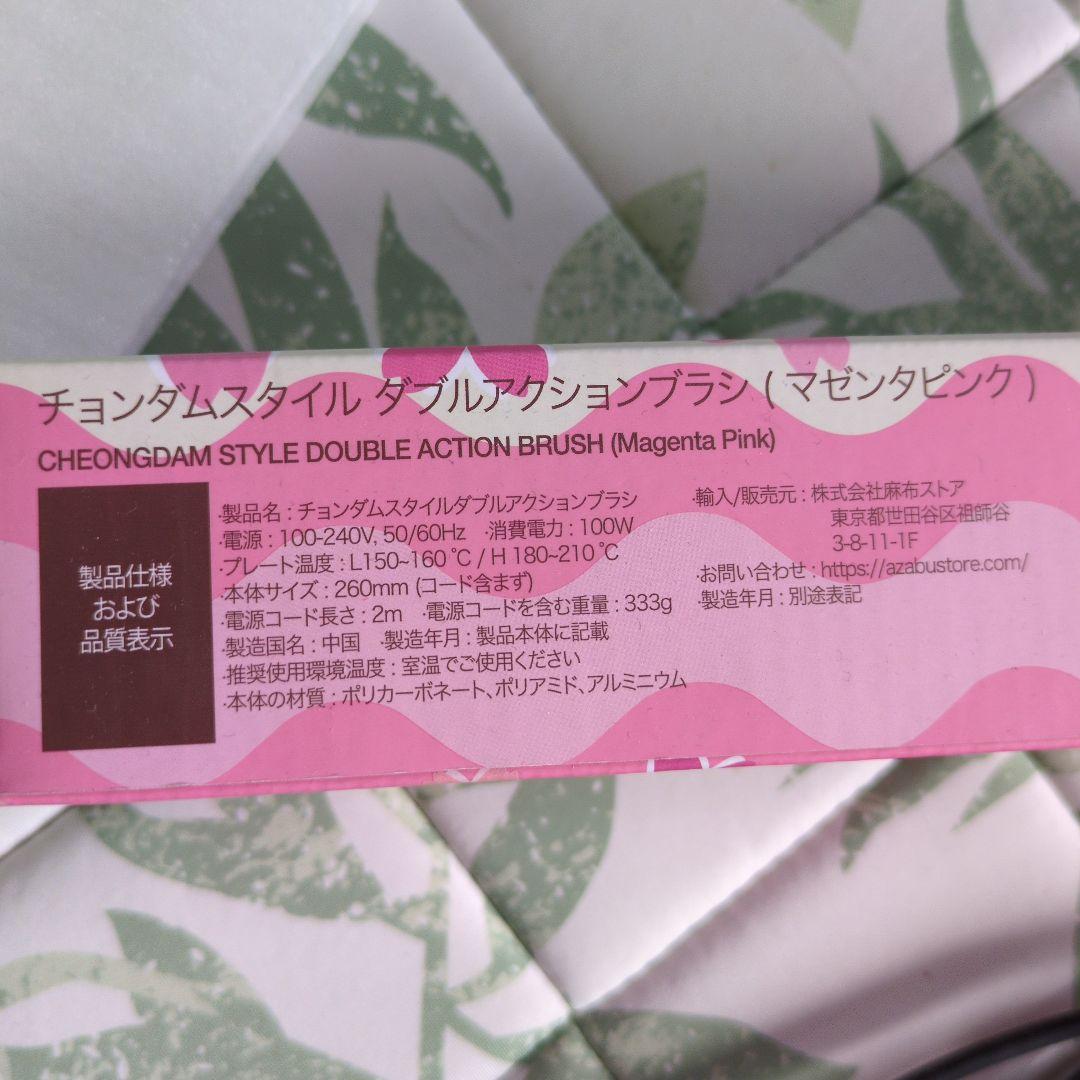 チョンダムスタイル ダブルアクションブラシ ( マゼンタピンク )
CHEONGDAM STYLE DOUBLE ACTION BRUSH (Magenta Pink)
製品仕様
および
品質表示
·製品名 : チョンダムスタイルダブルアクションブラシ
·電源 : 100-240V, 50/60Hz ·消費電力 : 100W
·プレート温度 : L150~160 ℃ / H 180~210 ℃
·本体サイズ : 260mm (コード含まず)
·電源コード長さ : 2m ·電源コードを含む重量 : 333g
·製造国名 : 中国 ·製造年月 : 製品本体に記載
·推奨使用環境温度 : 室温でご使用ください
·本体の材質 : ポリカーボネート、ポリアミド、アルミニウム
·輸入/販売元 : 株式会社麻布ストア
東京都世田谷区祖師谷
3-8-11-1F
·お問い合わせ : https://azabustore.com/
·製造年月 : 別途表記